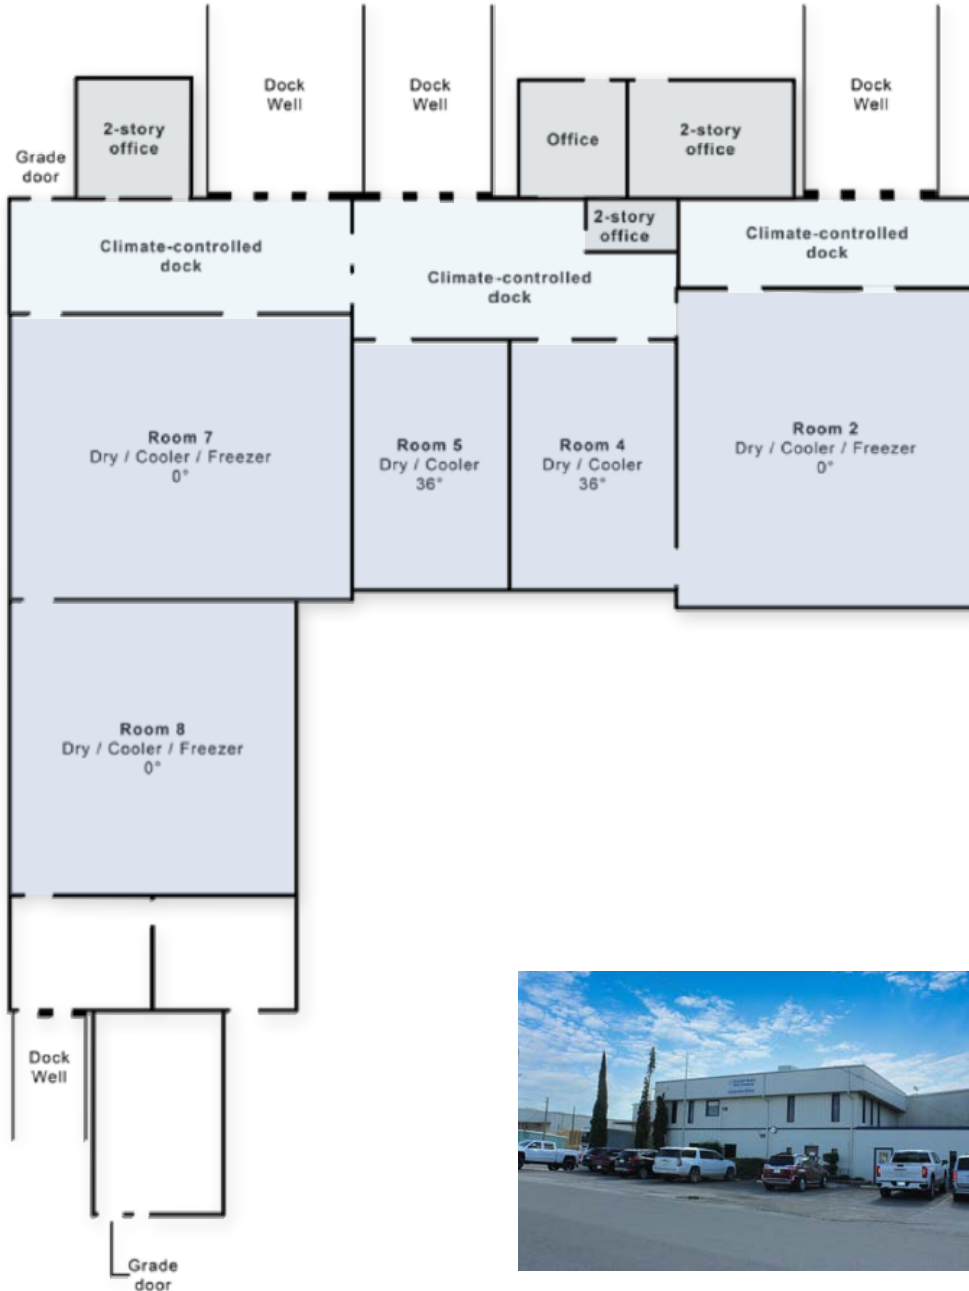 Dock
Well
Dock
Well
Dock
Well
2-story
office
Office
2-story
office
Grade
door
2-story
office
Climate-controlled
dock
Climate-controlled
dock
Climate-controlled
dock
Room 7
Dry / Cooler / Freezer
0°
Room 5
Dry / Cooler
36°
Room 4
Dry / Cooler
36°
Room 2
Dry / Cooler / Freezer
0°
Room 8
Dry / Cooler / Freezer
0°
Dock
Well
Grade
door